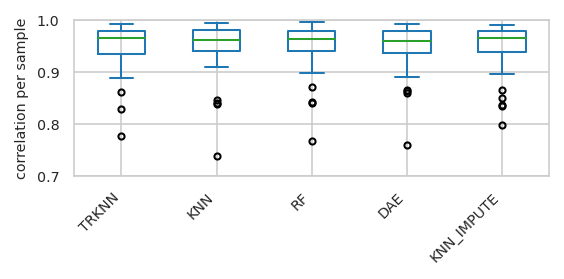 correlation per sample
1.0
0.9
0.8
0.7
TRKNN
KNN
RF
DAE
KNN_IMPUTE